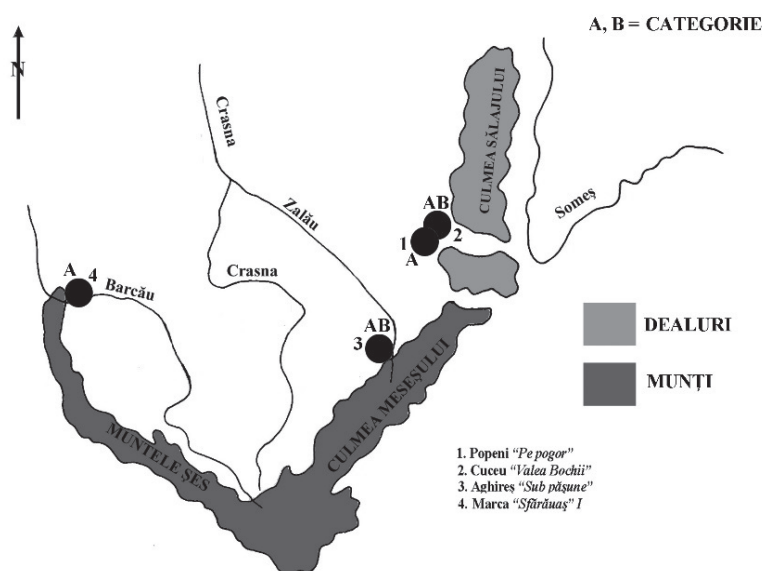 A, B = CATEGORIE
N
Crasna
CULMEA SĂLAJULUI
Someș
Zalău
AB
1
2
A
Crasna
A 4
Barcău
AB
3
DEALURI
MUNȚI
CULMEA MESEȘULUI
MUNTELE ȘES
1. Popeni “Pe pogor”
2. Cuceu “Valea Bochii”
3. Aghireș “Sub pășune”
4. Marca “Sfărăuaș” I